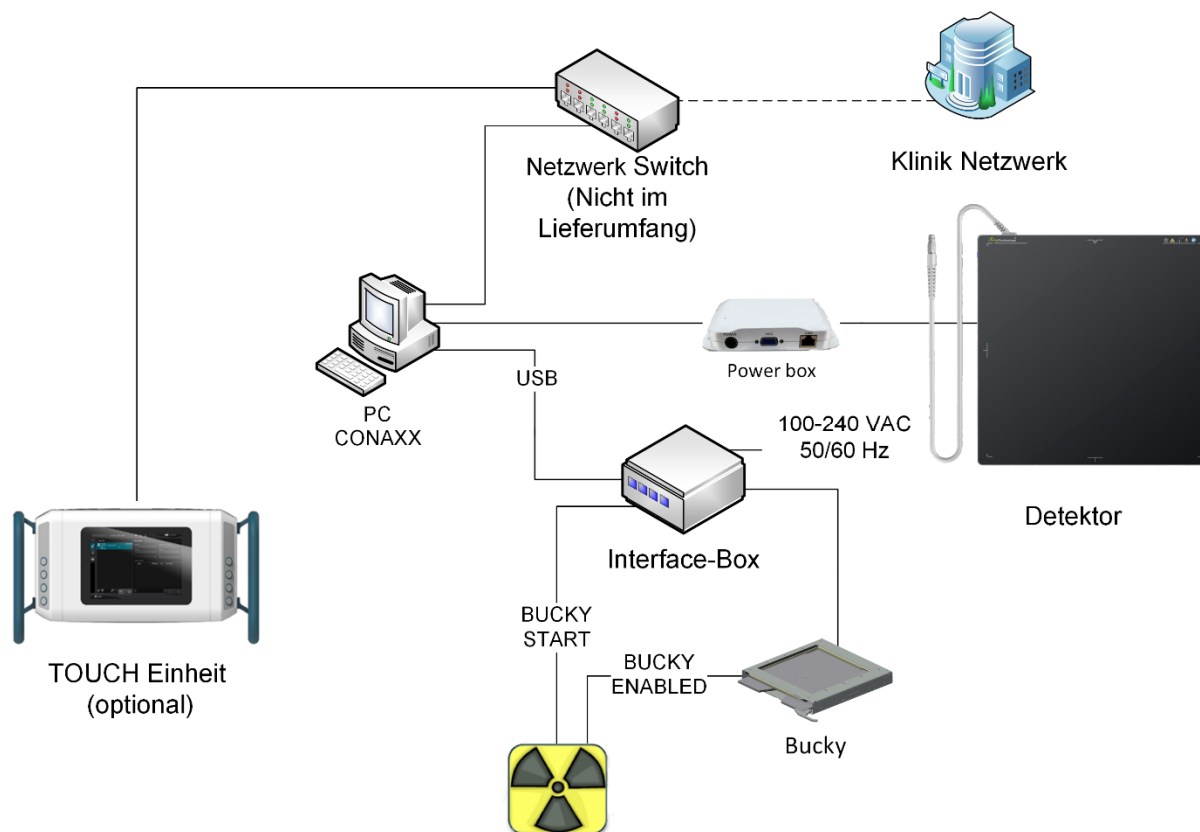 Netzwerk Switch
(Nicht im
Lieferumfang)
Klinik Netzwerk
PC
CONAXX
USB
Power box
100-240 VAC
50/60 Hz
Detektor
Interface-Box
TOUCH Einheit
(optional)
BUCKY
START
BUCKY
ENABLED
Bucky